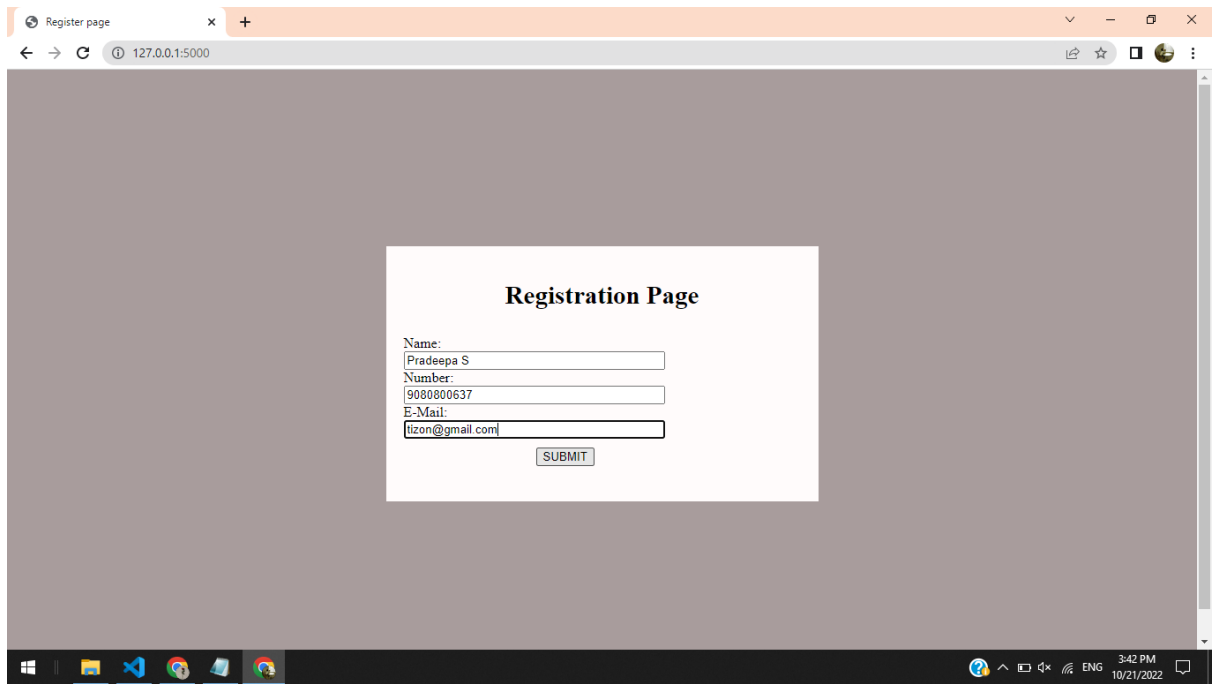 Register page
127.0.0.1:5000
Registration Page
Name:
Pradeepa S
Number:
9080800637
E-Mail:
tizon@gmail.com
SUBMIT
ENG
3:42 PM
10/21/2022